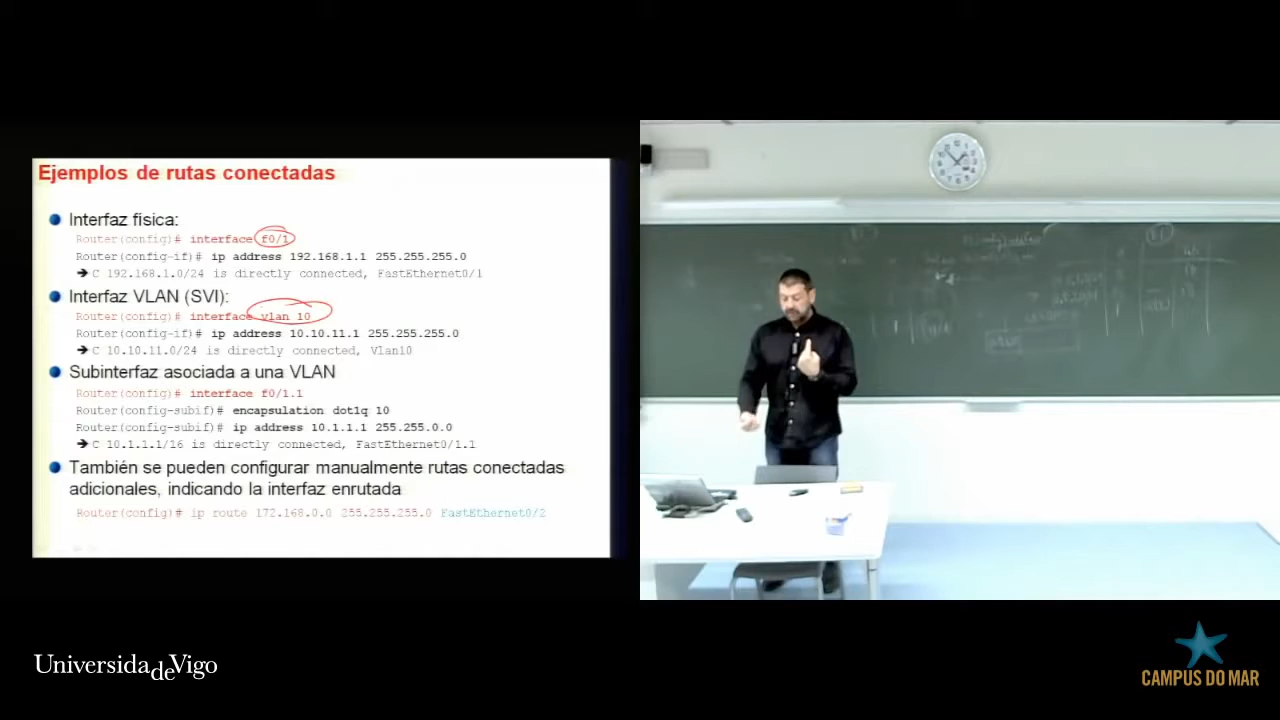 Ejemplos de rutas conectadas
Interfaz física:
Router(config)# interface f0/1
Router(config-if)# ip address 192.168.1.1 255.255.255.0
➔ C 192.168.1.0/24 is directly connected, FastEthernet0/1
Interfaz VLAN (SVI):
Router(config)# interface vlan 10
Router(config-if)# ip address 10.10.11.1 255.255.255.0
➔ C 10.10.11.0/24 is directly connected, Vlan10
Subinterfaz asociada a una VLAN
Router(config)# interface f0/1.1
Router(config-subif)# encapsulation dot1q 10
Router(config-subif)# ip address 10.1.1.1 255.255.0.0
➔ C 10.1.1.1/16 is directly connected, FastEthernet0/1.1
También se pueden configurar manualmente rutas conectadas
adicionales, indicando la interfaz enrutada
Router(config)# ip route 172.168.0.0 255.255.255.0 FastEthernet0/2
UniversidadeVigo
CAMPUS DO MAR